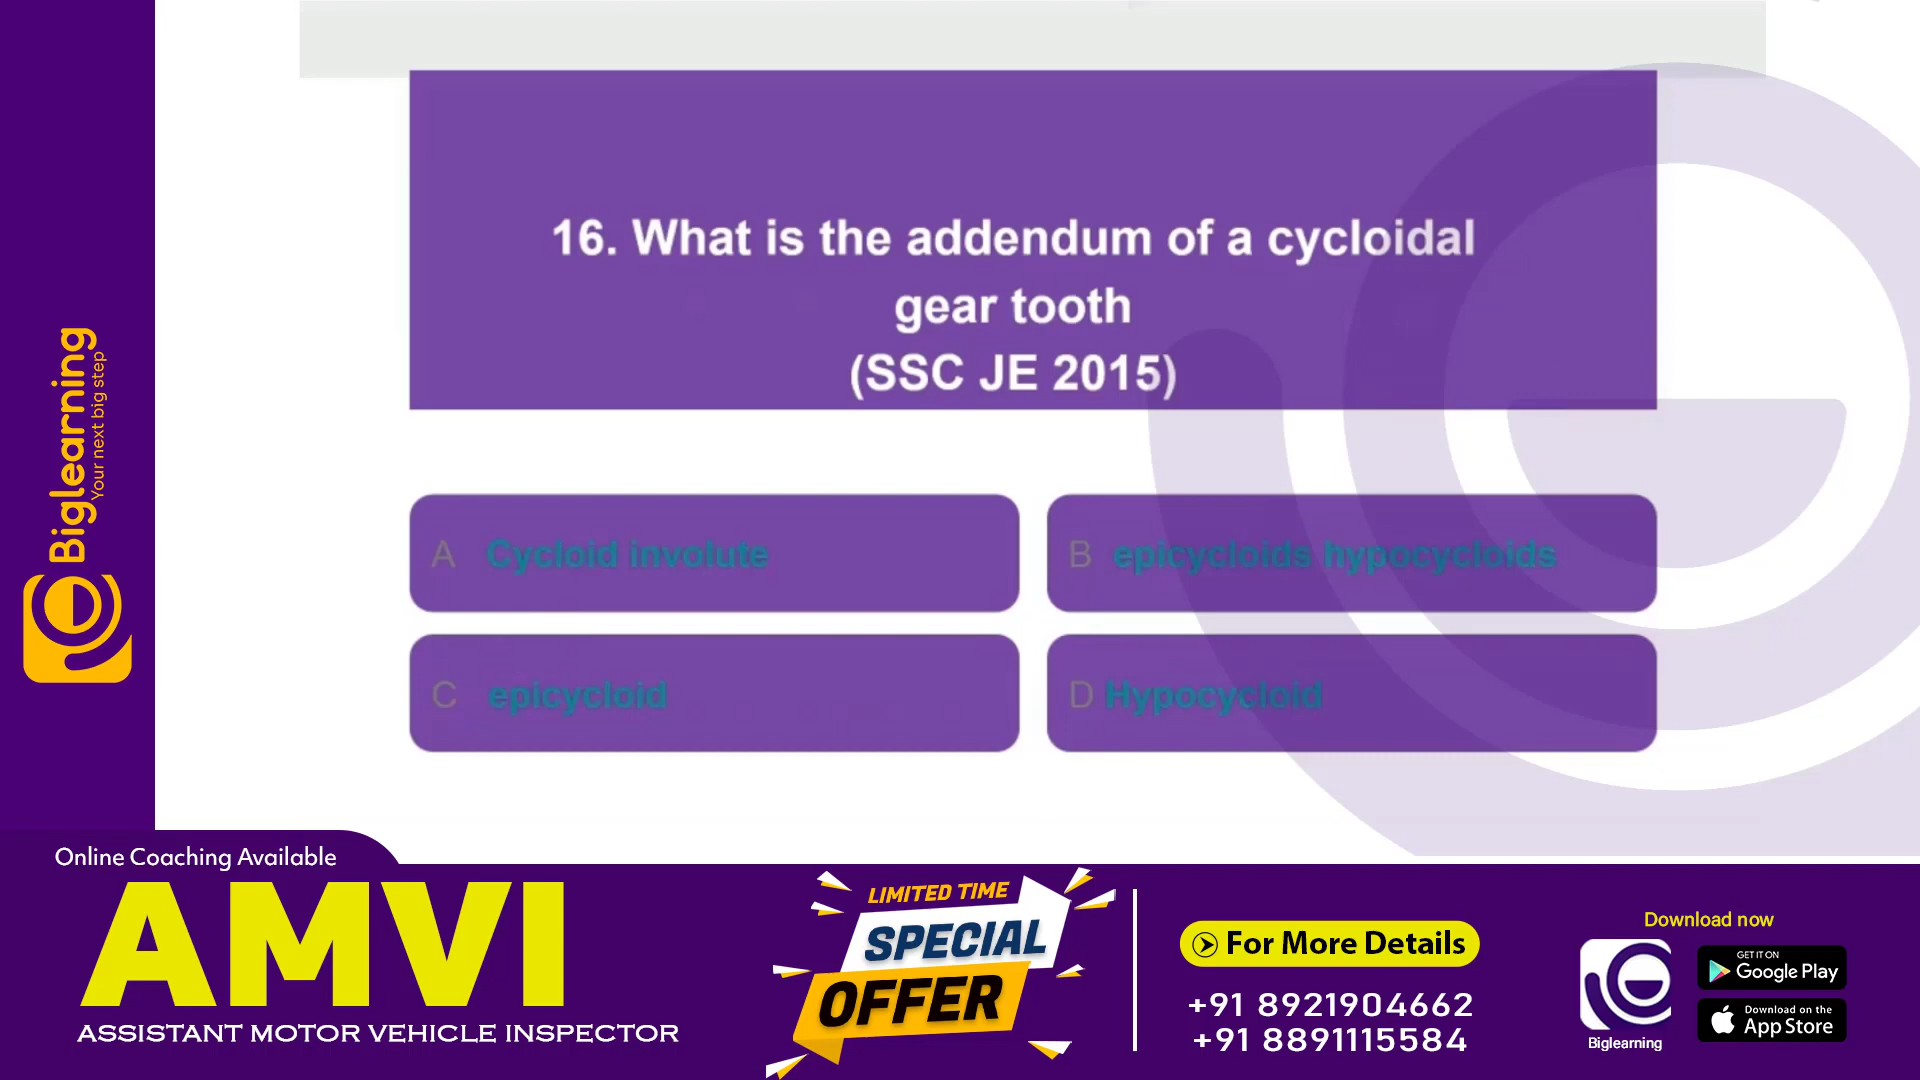 16. What is the addendum of a cycloidal
gear tooth
(SSC JE 2015)
A Cycloid involute
B epicycloids hypocycloids
C epicycloid
D Hypocycloid
Biglearning
Your next big step
Online Coaching Available
AMVI
ASSISTANT MOTOR VEHICLE INSPECTOR
LIMITED TIME
SPECIAL
OFFER
For More Details
+91 8921904662
+91 8891115584
Download now
Biglearning
GET IT ON
Google Play
Download on the
App Store